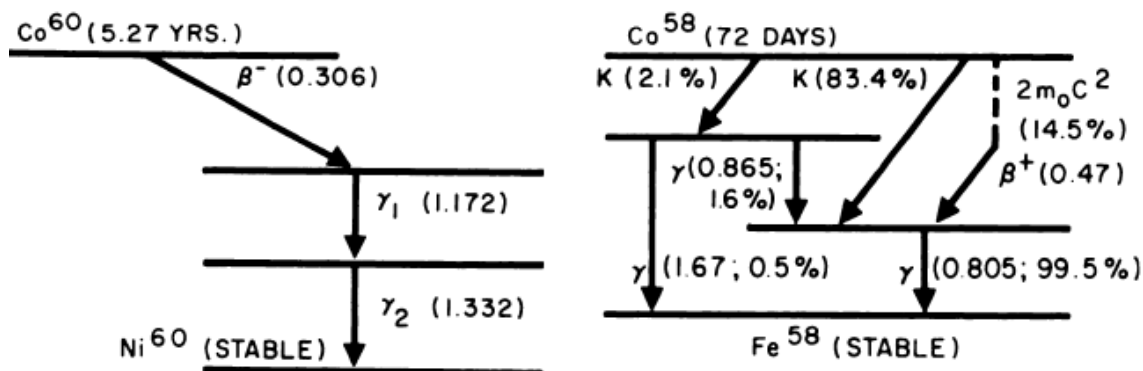 Co⁶⁰ (5.27 YRS.)
β⁻ (0.306)
γ₁ (1.172)
γ₂ (1.332)
Ni⁶⁰ (STABLE)
Co⁵⁸ (72 DAYS)
K (2.1%)
K (83.4%)
2m₀C²
(14.5%)
β⁺ (0.47)
γ (0.865;
1.6%)
γ (1.67; 0.5%)
γ (0.805; 99.5%)
Fe⁵⁸ (STABLE)